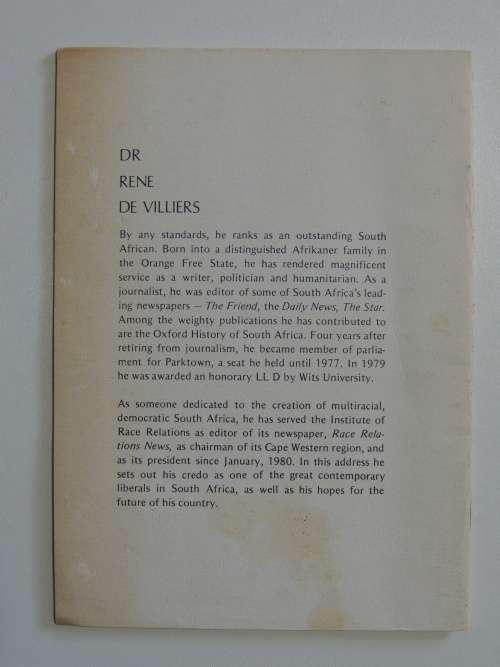 DR
RENE
DE VILLIERS
By any standards, he ranks as an outstanding South
African. Born into a distinguished Afrikaner family in
the Orange Free State, he has rendered magnificent
service as a writer, politician and humanitarian. As a
journalist, he was editor of some of South Africa's lead-
ing newspapers — The Friend, the Daily News, The Star.
Among the weighty publications he has contributed to
are the Oxford History of South Africa. Four years after
retiring from journalism, he became member of parlia-
ment for Parktown, a seat he held until 1977. In 1979
he was awarded an honorary LL D by Wits University.
As someone dedicated to the creation of multiracial,
democratic South Africa, he has served the Institute of
Race Relations as editor of its newspaper, Race Rela-
tions News, as chairman of its Cape Western region, and
as its president since January, 1980. In this address he
sets out his credo as one of the great contemporary
liberals in South Africa, as well as his hopes for the
future of his country.